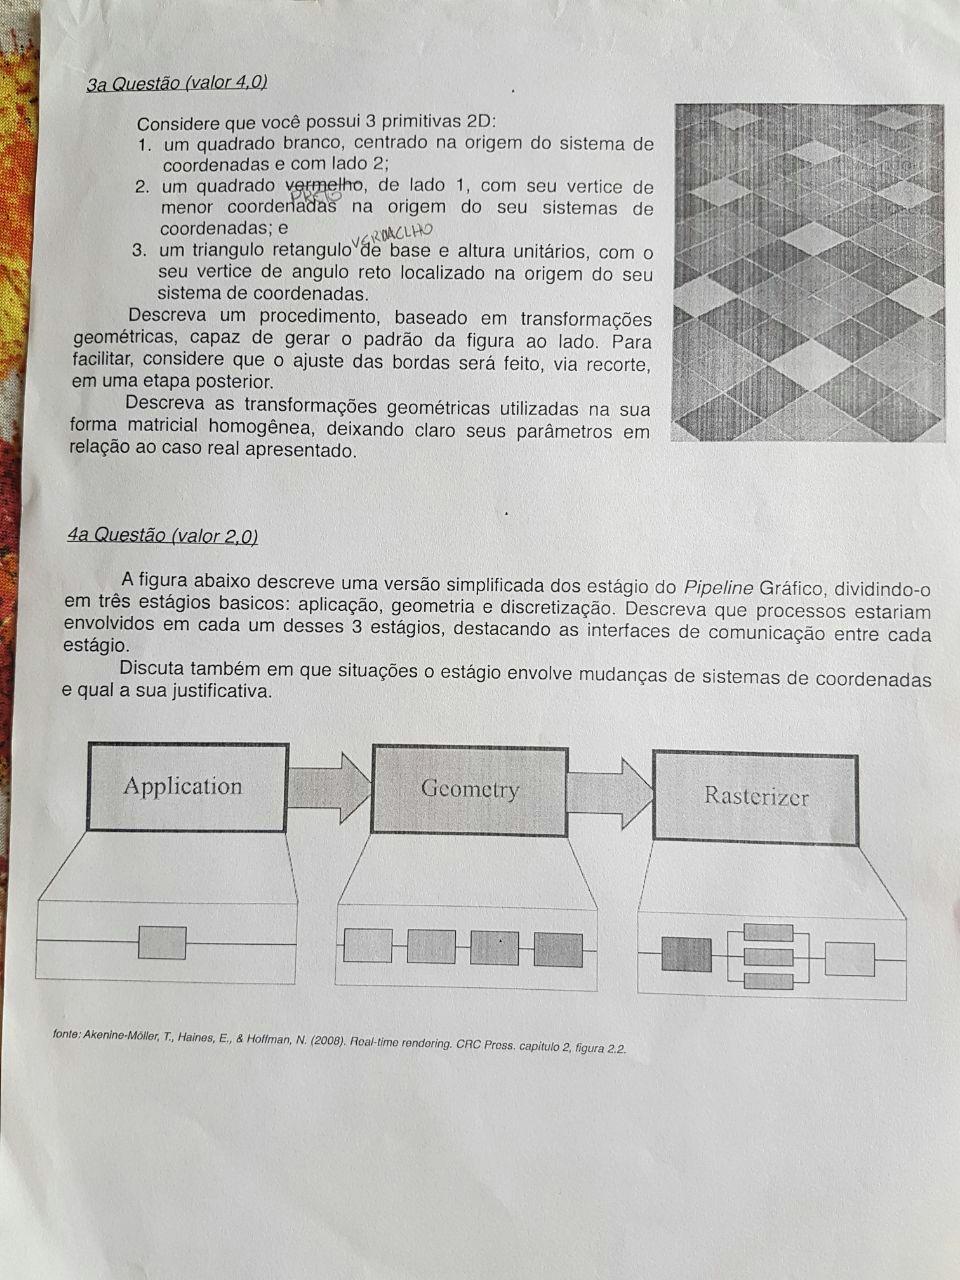 3a Questão (valor 4,0)
Considere que você possui 3 primitivas 2D:
1. um quadrado branco, centrado na origem do sistema de
coordenadas e com lado 2;
2. um quadrado vermelho, de lado 1, com seu vertice de
PRETO
menor coordenadas na origem do seu sistemas de
coordenadas; e
VERMELHO
3. um triangulo retangulo de base e altura unitários, com o
seu vertice de angulo reto localizado na origem do seu
sistema de coordenadas.
Descreva um procedimento, baseado em transformações
geométricas, capaz de gerar o padrão da figura ao lado. Para
facilitar, considere que o ajuste das bordas será feito, via recorte,
em uma etapa posterior.
Descreva as transformações geométricas utilizadas na sua
forma matricial homogênea, deixando claro seus parâmetros em
relação ao caso real apresentado.
4a Questão (valor 2,0)
A figura abaixo descreve uma versão simplificada dos estágio do Pipeline Gráfico, dividindo-o
em três estágios basicos: aplicação, geometria e discretização. Descreva que processos estariam
envolvidos em cada um desses 3 estágios, destacando as interfaces de comunicação entre cada
estágio.
Discuta também em que situações o estágio envolve mudanças de sistemas de coordenadas
e qual a sua justificativa.
Application
Geometry
Rasterizer
fonte: Akenine-Möller, T., Haines, E., & Hoffman, N. (2008). Real-time rendering. CRC Press. capitulo 2, figura 2.2.